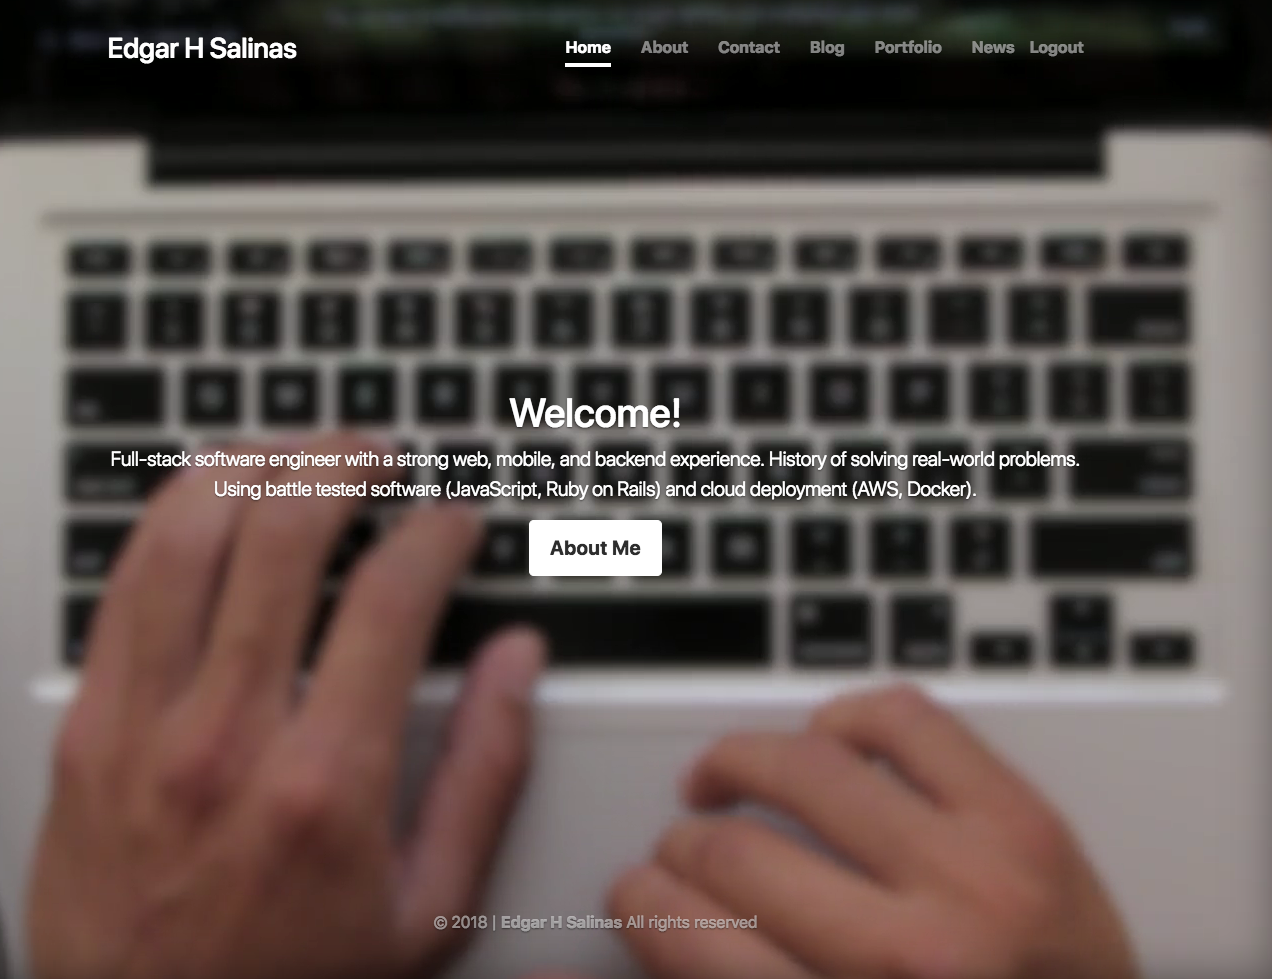 Edgar H Salinas
Home About Contact Blog Portfolio News Logout
Welcome!
Full-stack software engineer with a strong web, mobile, and backend experience. History of solving real-world problems.
Using battle tested software (JavaScript, Ruby on Rails) and cloud deployment (AWS, Docker).
About Me
© 2018 | Edgar H Salinas All rights reserved